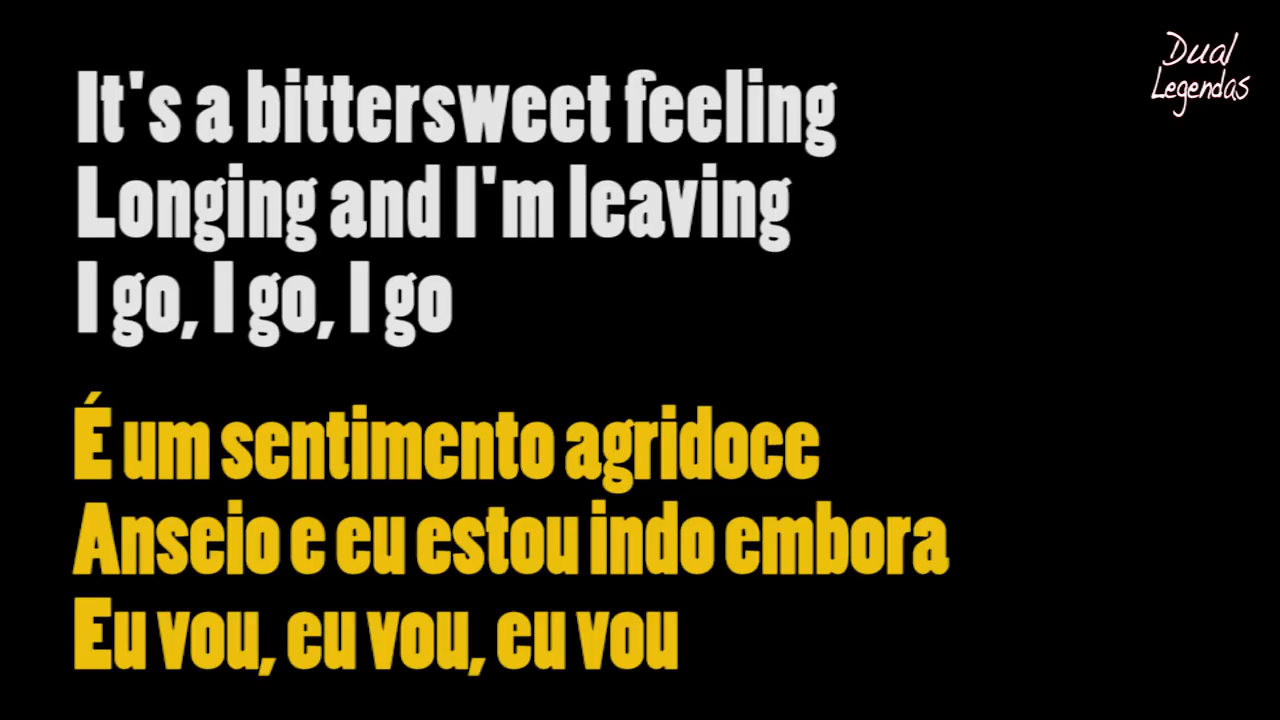 Dual
Legendas
It's a bittersweet feeling
Longing and I'm leaving
I go, I go, I go
É um sentimento agridoce
Anseio e eu estou indo embora
Eu vou, eu vou, eu vou